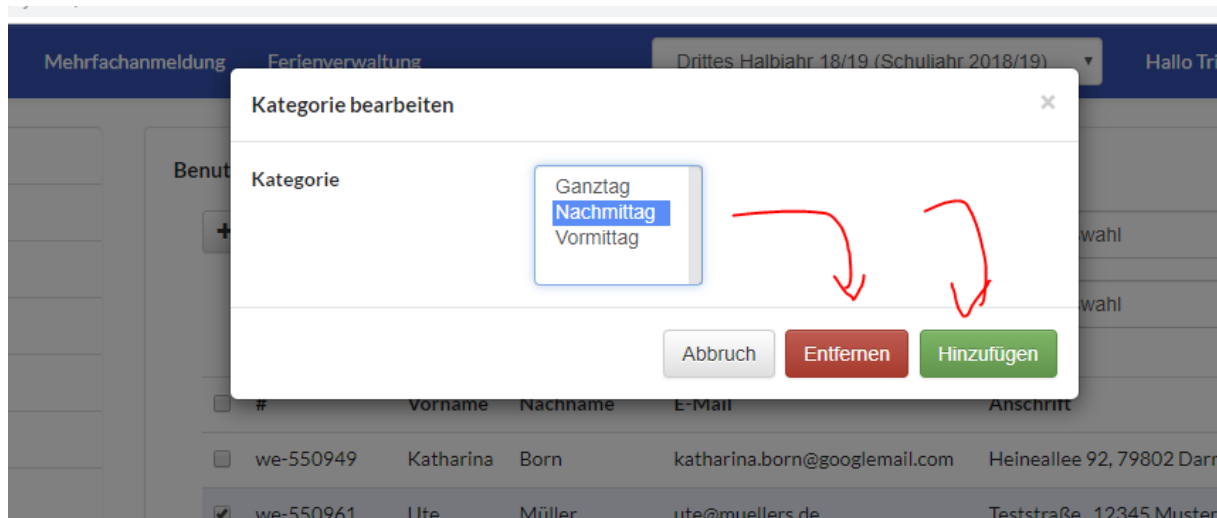 Mehrfachanmeldung Ferienverwaltung Drittes Halbjahr 18/19 (Schuljahr 2018/19) Hallo Tri
Kategorie bearbeiten ×
Benut
Kategorie
Ganztag
Nachmittag
Vormittag
+
wahl
wahl
Abbruch Entfernen Hinzufügen
# Vorname Nachname E-Mail Anschrift
we-550949 Katharina Born katharina.born@googlemail.com Heineallee 92, 79802 Darr
we-550961 Ute Müller ute@muellers.de Teststraße , 12345 Muster